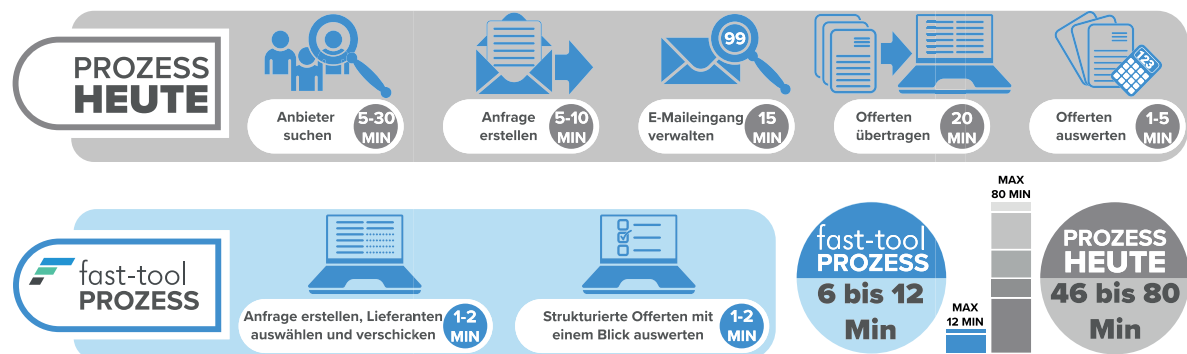 PROZESS
HEUTE
99
123
Anbieter
suchen
5-30
MIN
Anfrage
erstellen
5-10
MIN
E-Maileingang
verwalten
15
MIN
Offerten
übertragen
20
MIN
Offerten
auswerten
1-5
MIN
fast-tool
PROZESS
Anfrage erstellen, Lieferanten
auswählen und verschicken
1-2
MIN
Strukturierte Offerten mit
einem Blick auswerten
1-2
MIN
fast-tool
PROZESS
6 bis 12
Min
MAX
12 MIN
MAX
80 MIN
PROZESS
HEUTE
46 bis 80
Min